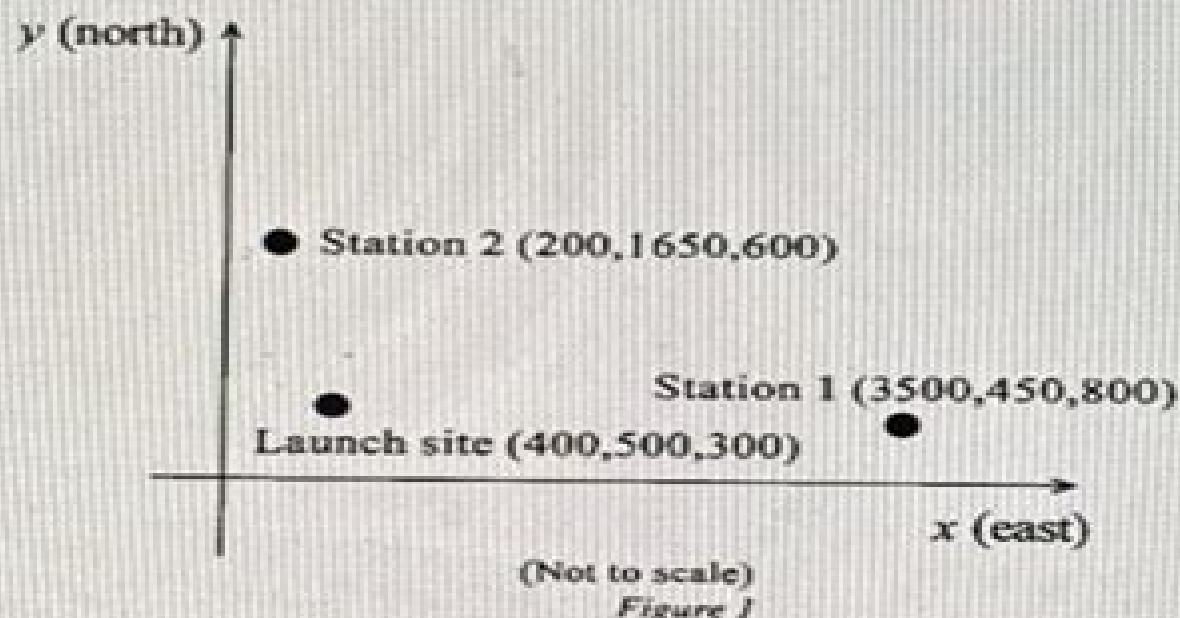 y (north)
Station 2 (200,1650,600)
Station 1 (3500,450,800)
Launch site (400,500,300)
x (east)
(Not to scale)
Figure 1